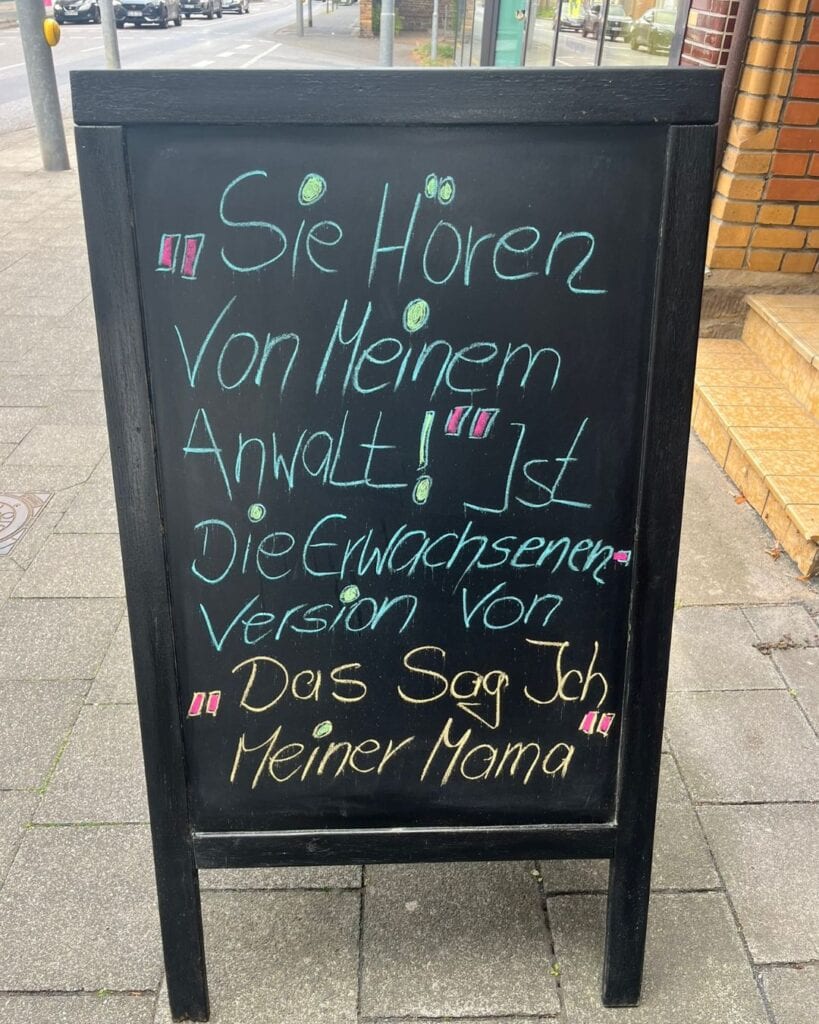 "Sie Hören
Von Meinem
Anwalt!" Ist
Die Erwachsenen-
Version Von
"Das Sag Ich
Meiner Mama"